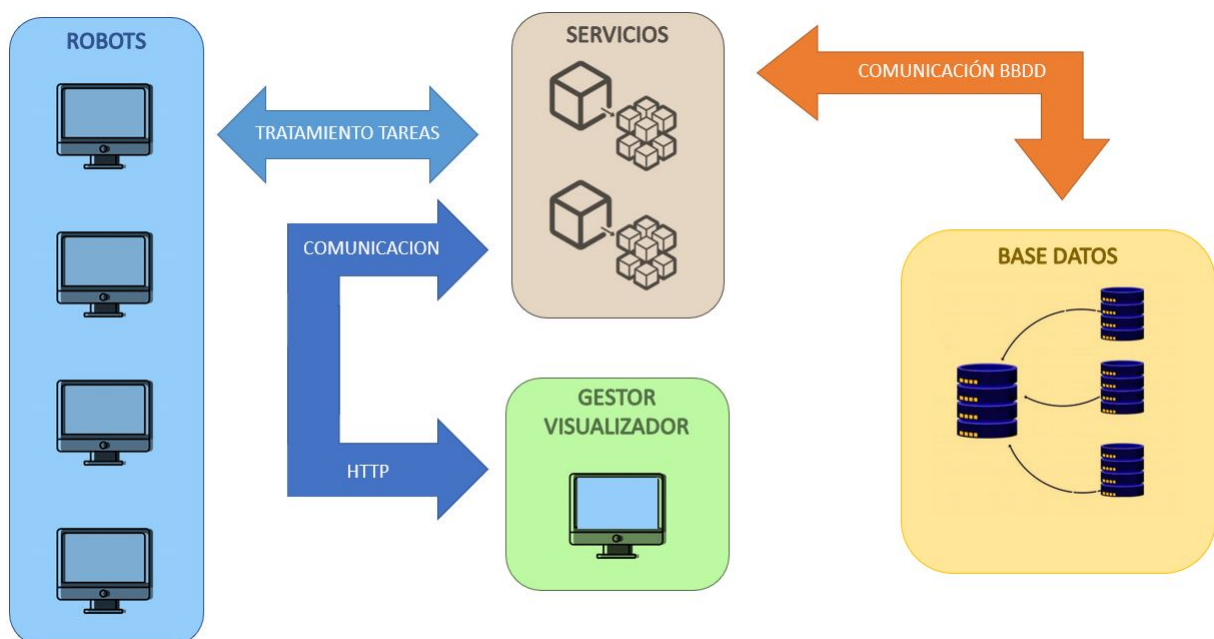 ROBOTS
SERVICIOS
COMUNICACIÓN BBDD
TRATAMIENTO TAREAS
COMUNICACION
BASE DATOS
GESTOR
VISUALIZADOR
HTTP